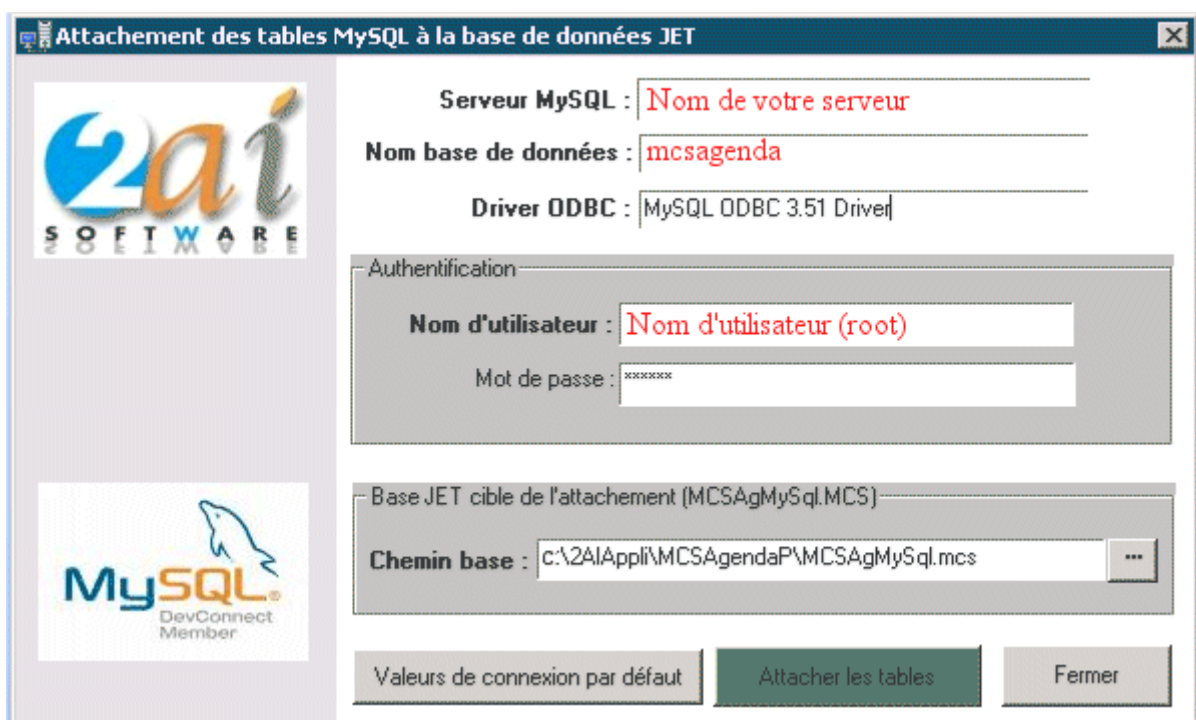 Attachement des tables MySQL à la base de données JET
2ai
SOFTWARE
Serveur MySQL : Nom de votre serveur
Nom base de données : mcsagenda
Driver ODBC : MySQL ODBC 3.51 Driver
Authentification
Nom d'utilisateur : Nom d'utilisateur (root)
Mot de passe : ******
MySQL®
DevConnect
Member
Base JET cible de l'attachement (MCSAgMySql.MCS)
Chemin base : c:\2AIAppli\MCSAgendaP\MCSAgMySql.mcs ...
Valeurs de connexion par défaut Attacher les tables Fermer